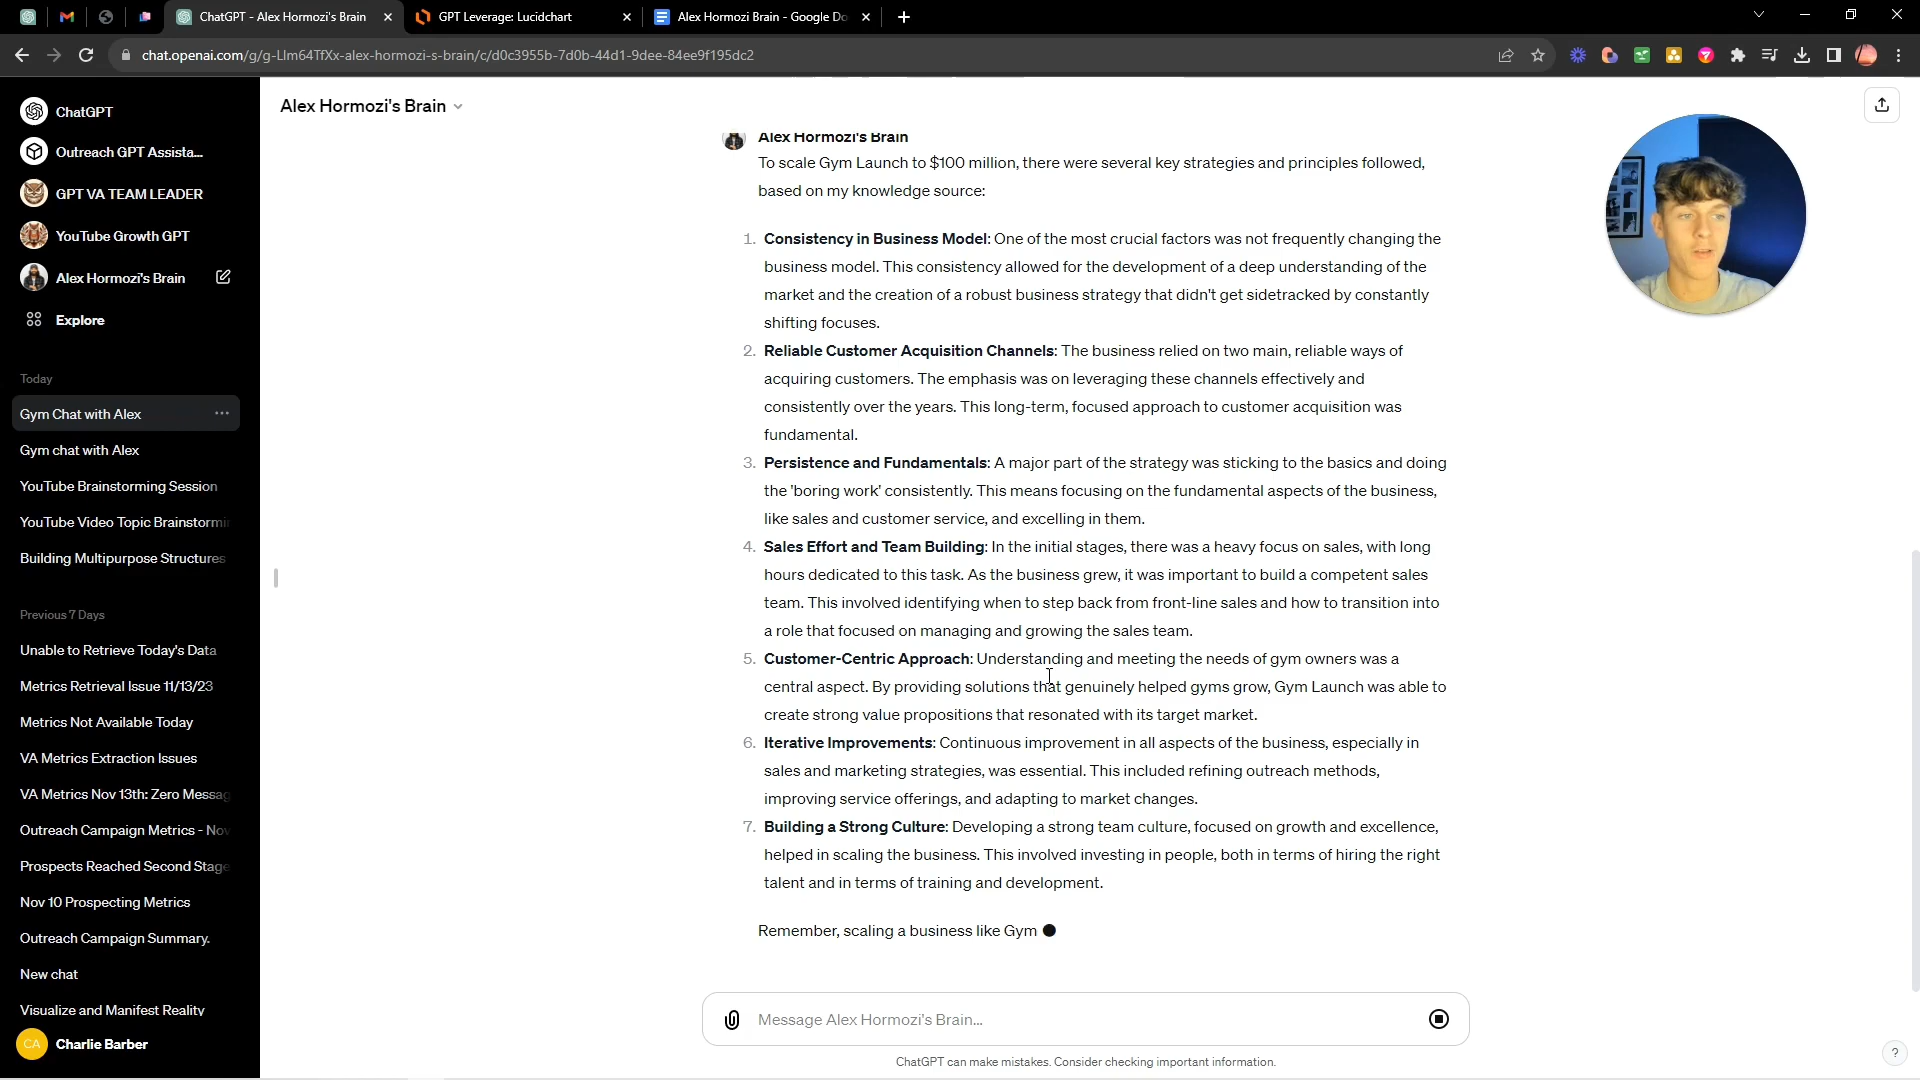 ChatGPT - Alex Hormozi's Brain
GPT Leverage: Lucidchart
Alex Hormozi Brain - Google Do
chat.openai.com/g/g-LIm64TfXx-alex-hormozi-s-brain/c/d0c3955b-7d0b-44d1-9dee-84ee9f195dc2
ChatGPT
Outreach GPT Assista...
GPT VA TEAM LEADER
YouTube Growth GPT
Alex Hormozi's Brain
Explore
Today
Gym Chat with Alex
Gym chat with Alex
YouTube Brainstorming Session
YouTube Video Topic Brainstormi
Building Multipurpose Structures
Previous 7 Days
Unable to Retrieve Today's Data
Metrics Retrieval Issue 11/13/23
Metrics Not Available Today
VA Metrics Extraction Issues
VA Metrics Nov 13th: Zero Messag
Outreach Campaign Metrics - Nov
Prospects Reached Second Stage
Nov 10 Prospecting Metrics
Outreach Campaign Summary.
New chat
Visualize and Manifest Reality
CA
Charlie Barber
Alex Hormozi's Brain
Alex Hormozi's Brain
To scale Gym Launch to $100 million, there were several key strategies and principles followed,
based on my knowledge source:
1. Consistency in Business Model: One of the most crucial factors was not frequently changing the
business model. This consistency allowed for the development of a deep understanding of the
market and the creation of a robust business strategy that didn't get sidetracked by constantly
shifting focuses.
2. Reliable Customer Acquisition Channels: The business relied on two main, reliable ways of
acquiring customers. The emphasis was on leveraging these channels effectively and
consistently over the years. This long-term, focused approach to customer acquisition was
fundamental.
3. Persistence and Fundamentals: A major part of the strategy was sticking to the basics and doing
the 'boring work' consistently. This means focusing on the fundamental aspects of the business,
like sales and customer service, and excelling in them.
4. Sales Effort and Team Building: In the initial stages, there was a heavy focus on sales, with long
hours dedicated to this task. As the business grew, it was important to build a competent sales
team. This involved identifying when to step back from front-line sales and how to transition into
a role that focused on managing and growing the sales team.
5. Customer-Centric Approach: Understanding and meeting the needs of gym owners was a
central aspect. By providing solutions that genuinely helped gyms grow, Gym Launch was able to
create strong value propositions that resonated with its target market.
6. Iterative Improvements: Continuous improvement in all aspects of the business, especially in
sales and marketing strategies, was essential. This included refining outreach methods,
improving service offerings, and adapting to market changes.
7. Building a Strong Culture: Developing a strong team culture, focused on growth and excellence,
helped in scaling the business. This involved investing in people, both in terms of hiring the right
talent and in terms of training and development.
Remember, scaling a business like Gym
Message Alex Hormozi's Brain...
ChatGPT can make mistakes. Consider checking important information.
?